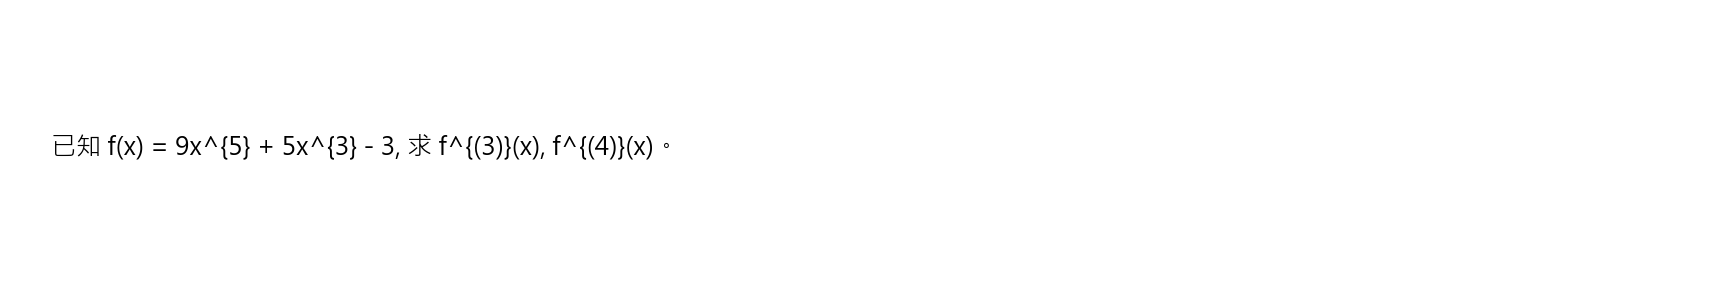 已知 f(x) = 9x^{5} + 5x^{3} - 3, 求 f^{(3)}(x), f^{(4)}(x)。